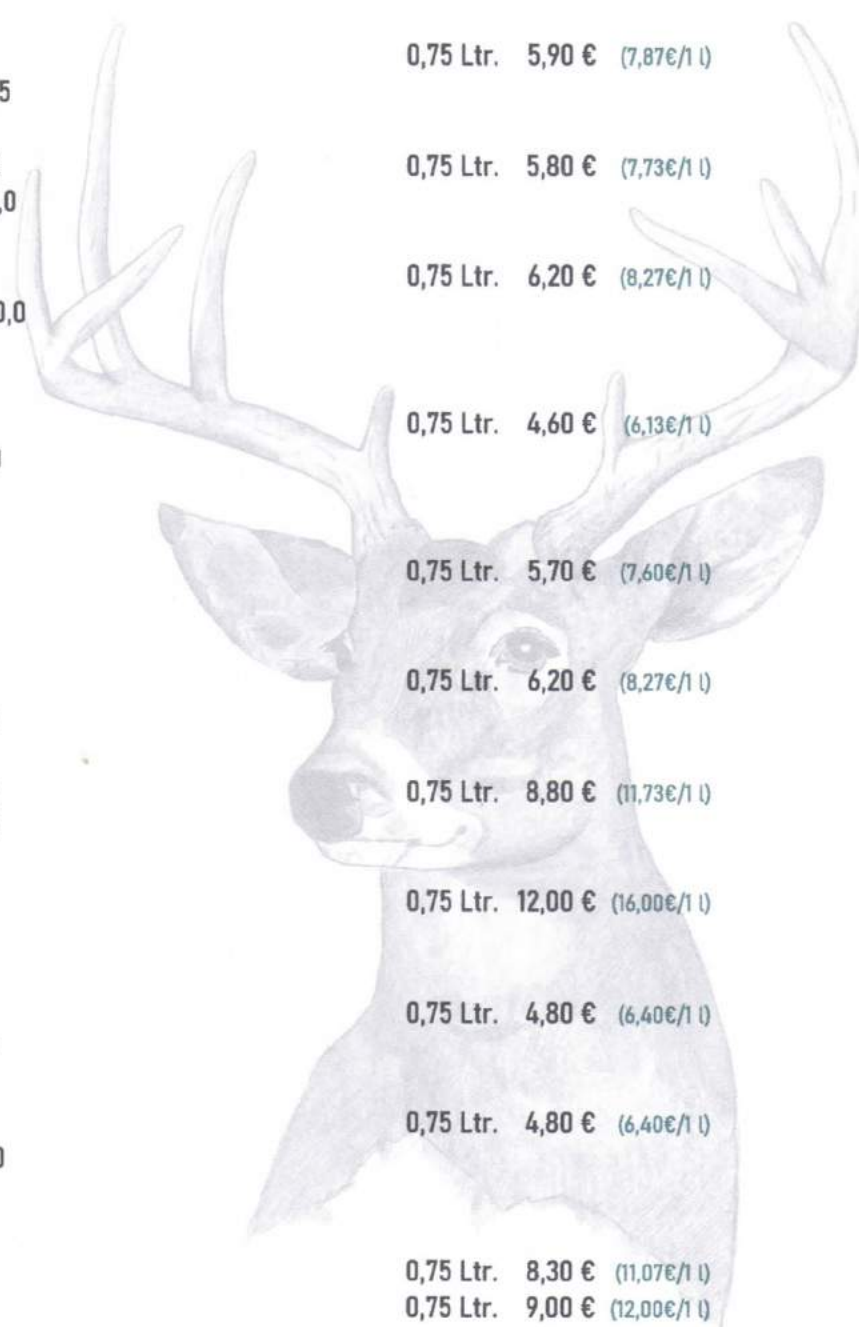 0,75 Ltr. 5,90 € (7,87€/1 l)
5
0,75 Ltr. 5,80 € (7,73€/1 l)
,0
0,75 Ltr. 6,20 € (8,27€/1 l)
0,0
0,75 Ltr. 4,60 € (6,13€/1 l)
0,75 Ltr. 5,70 € (7,60€/1 l)
0,75 Ltr. 6,20 € (8,27€/1 l)
0,75 Ltr. 8,80 € (11,73€/1 l)
0,75 Ltr. 12,00 € (16,00€/1 l)
0,75 Ltr. 4,80 € (6,40€/1 l)
0,75 Ltr. 4,80 € (6,40€/1 l)
0,75 Ltr. 8,30 € (11,07€/1 l)
0,75 Ltr. 9,00 € (12,00€/1 l)